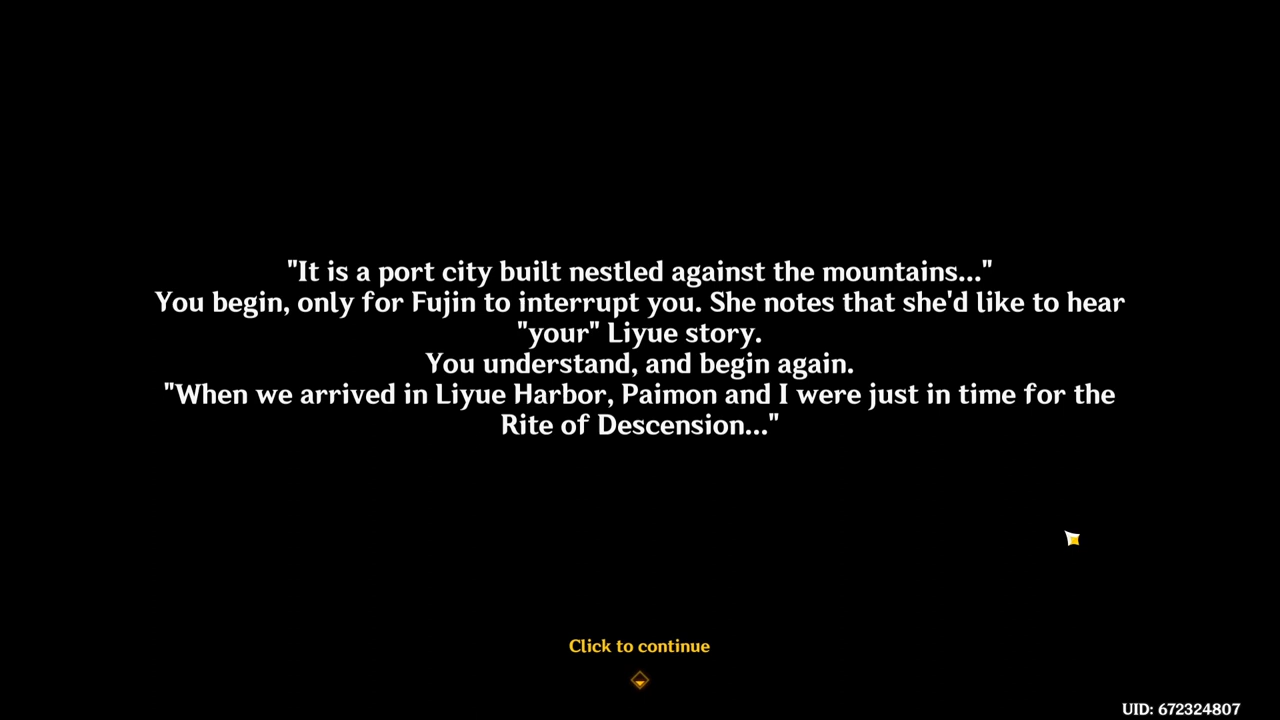 "It is a port city built nestled against the mountains..."
You begin, only for Fujin to interrupt you. She notes that she'd like to hear
"your" Liyue story.
You understand, and begin again.
"When we arrived in Liyue Harbor, Paimon and I were just in time for the
Rite of Descension..."
Click to continue
UID: 672324807